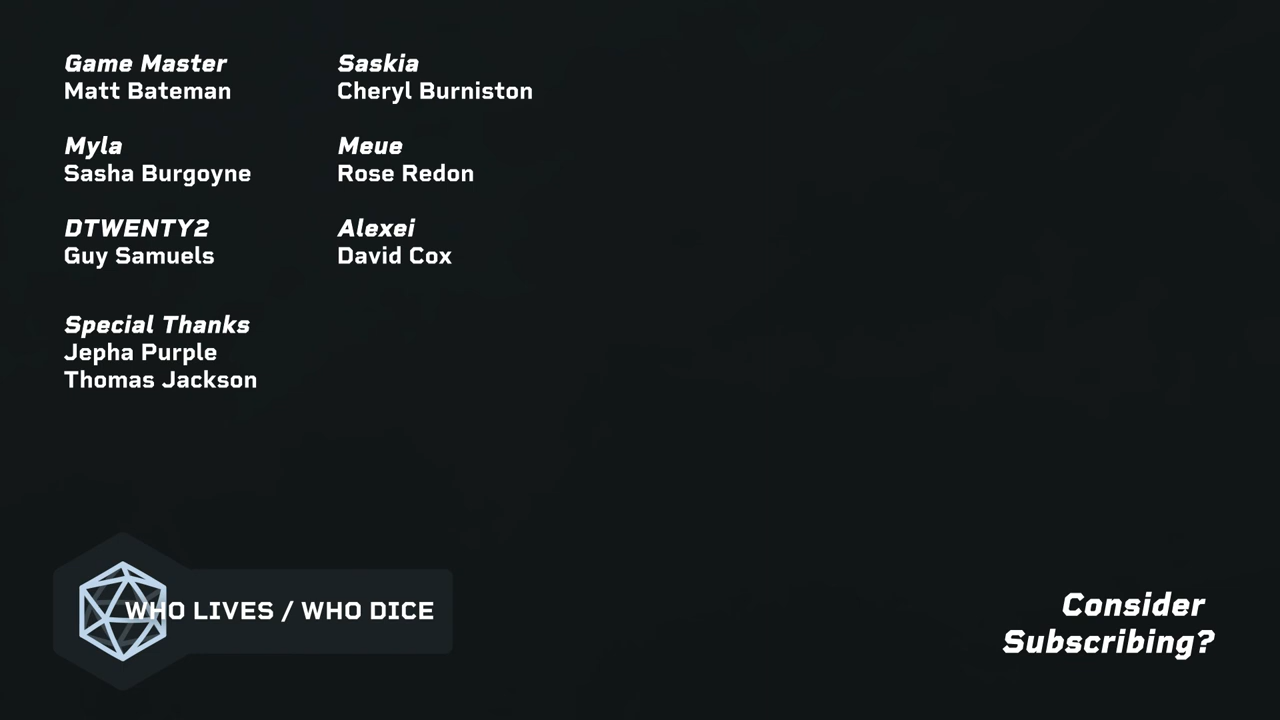 Game Master
Matt Bateman
Saskia
Cheryl Burniston
Myla
Sasha Burgoyne
Meue
Rose Redon
DTWENTY2
Guy Samuels
Alexei
David Cox
Special Thanks
Jepha Purple
Thomas Jackson
WHO LIVES / WHO DICE
Consider
Subscribing?